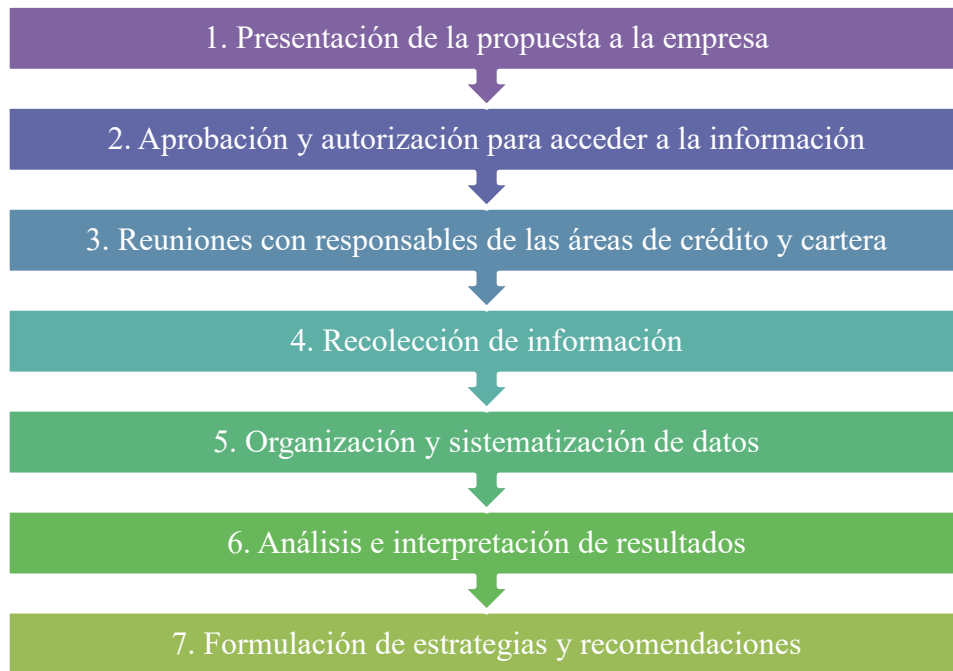 1. Presentación de la propuesta a la empresa
2. Aprobación y autorización para acceder a la información
3. Reuniones con responsables de las áreas de crédito y cartera
4. Recolección de información
5. Organización y sistematización de datos
6. Análisis e interpretación de resultados
7. Formulación de estrategias y recomendaciones